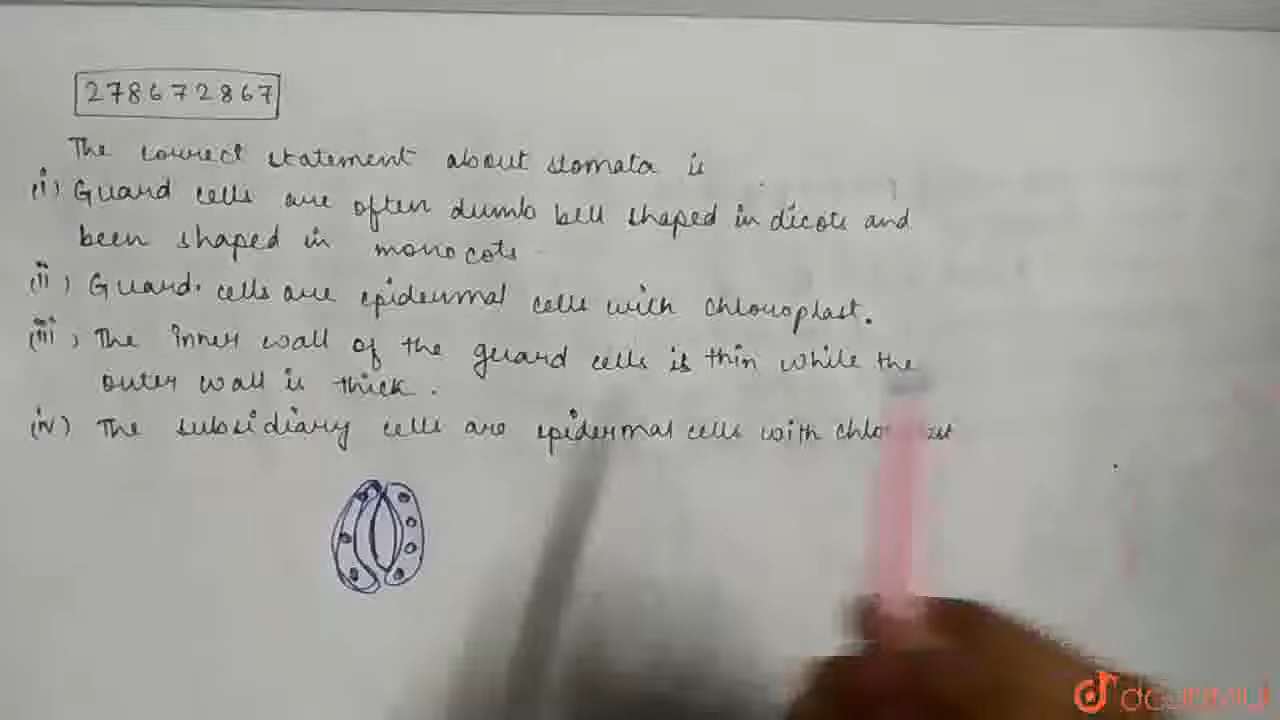 278672867
The correct statement about stomata is
(i) Guard cells are often dumb bell shaped in dicots and
been shaped in monocots
(ii) Guard cells are epidermal cells with chloroplast.
(iii) The inner wall of the guard cells is thin while the
outer wall is thick.
(iv) The subsidiary cells are epidermal cells with